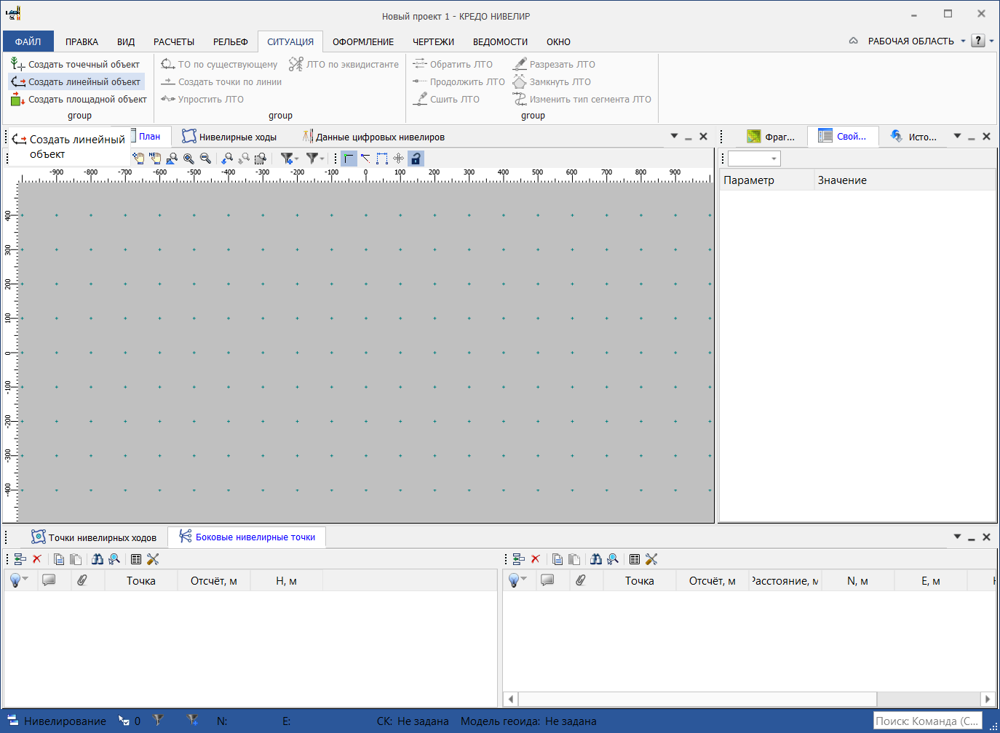 Новый проект 1 - КРЕДО НИВЕЛИР
ФАЙЛ ПРАВКА ВИД РАСЧЕТЫ РЕЛЬЕФ СИТУАЦИЯ ОФОРМЛЕНИЕ ЧЕРТЕЖИ ВЕДОМОСТИ ОКНО РАБОЧАЯ ОБЛАСТЬ ?
Создать точечный объект ТО по существующему ЛТО по эквидистанте Обратить ЛТО Разрезать ЛТО
Создать линейный объект Создать точки по линии Продолжить ЛТО Замкнуть ЛТО
Создать площадной объект Упростить ЛТО Сшить ЛТО Изменить тип сегмента ЛТО
group group group
Создать линейный
объект
План Нивелирные ходы Данные цифровых нивелиров Фраг... Свой... Исто...
-900 -800 -700 -600 -500 -400 -300 -200 -100 0 100 200 300 400 500 600 700 800 900
Параметр Значение
400
300
200
100
0
-100
-200
-300
-400
Точки нивелирных ходов Боковые нивелирные точки
Точка Отсчёт, м Н, м Точка Отсчёт, м Расстояние, м N, м E, м
Нивелирование 0 N: E: СК: Не задана Модель геоида: Не задана Поиск: Команда (С...